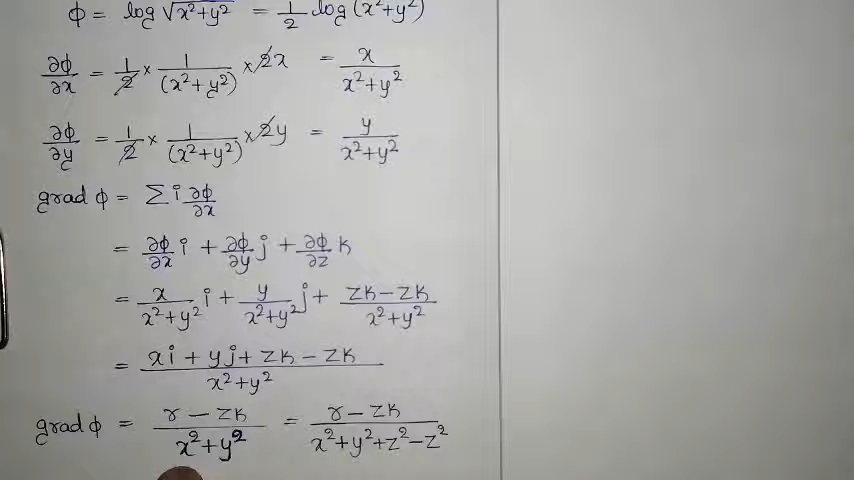 ϕ = log √x²+y² = 1/2 log (x²+y²)
∂ϕ/∂x = 1/2 × 1/(x²+y²) × 2x = x/x²+y²
∂ϕ/∂y = 1/2 × 1/(x²+y²) × 2y = y/x²+y²
grad ϕ = Σ i ∂ϕ/∂x
= ∂ϕ/∂x i + ∂ϕ/∂y j + ∂ϕ/∂z k
= x/x²+y² i + y/x²+y² j + zk-zk/x²+y²
= xi + yj + zk - zk/x²+y²
grad ϕ = r - zk/x²+y² = r - zk/x²+y²+z²-z²